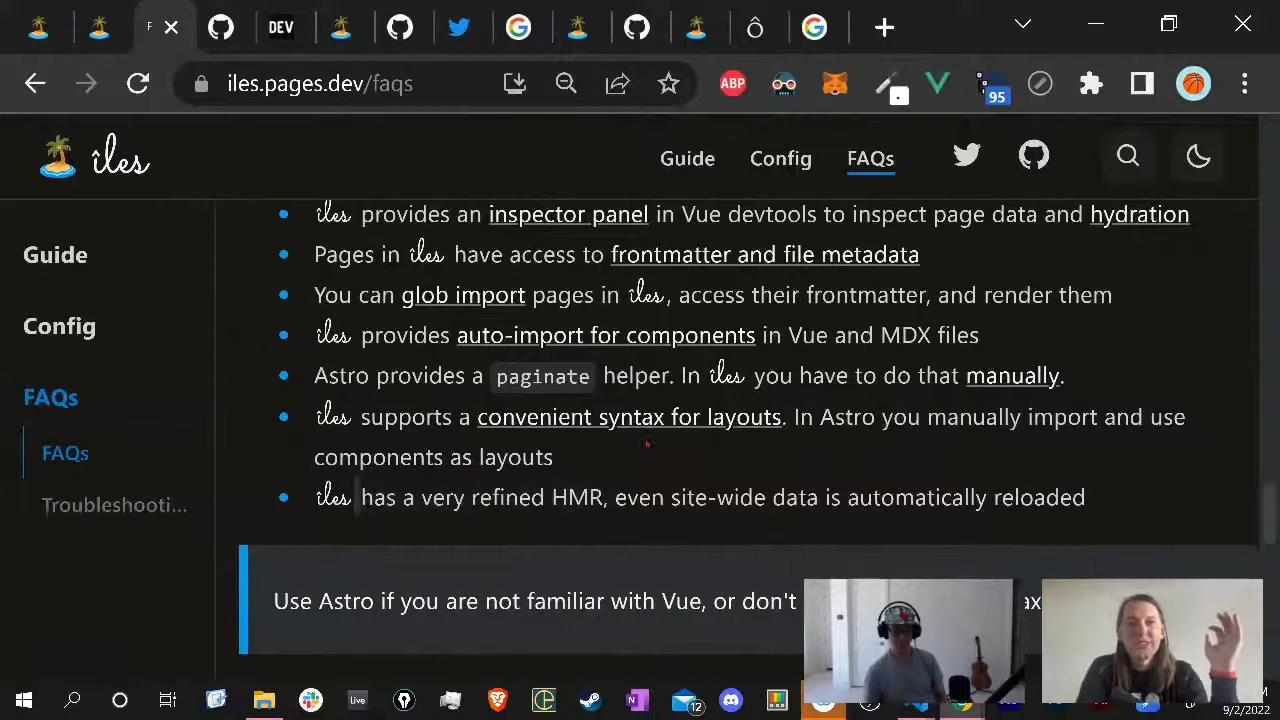 F
DEV
iles.pages.dev/faqs
ABP
95
îles
Guide
Config
FAQs
Guide
Config
FAQs
FAQs
Troubleshooti...
îles provides an inspector panel in Vue devtools to inspect page data and hydration
Pages in îles have access to frontmatter and file metadata
You can glob import pages in îles, access their frontmatter, and render them
îles provides auto-import for components in Vue and MDX files
Astro provides a paginate helper. In îles you have to do that manually.
îles supports a convenient syntax for layouts. In Astro you manually import and use
components as layouts
îles has a very refined HMR, even site-wide data is automatically reloaded
Use Astro if you are not familiar with Vue, or don't
Live
12
9/2/2022